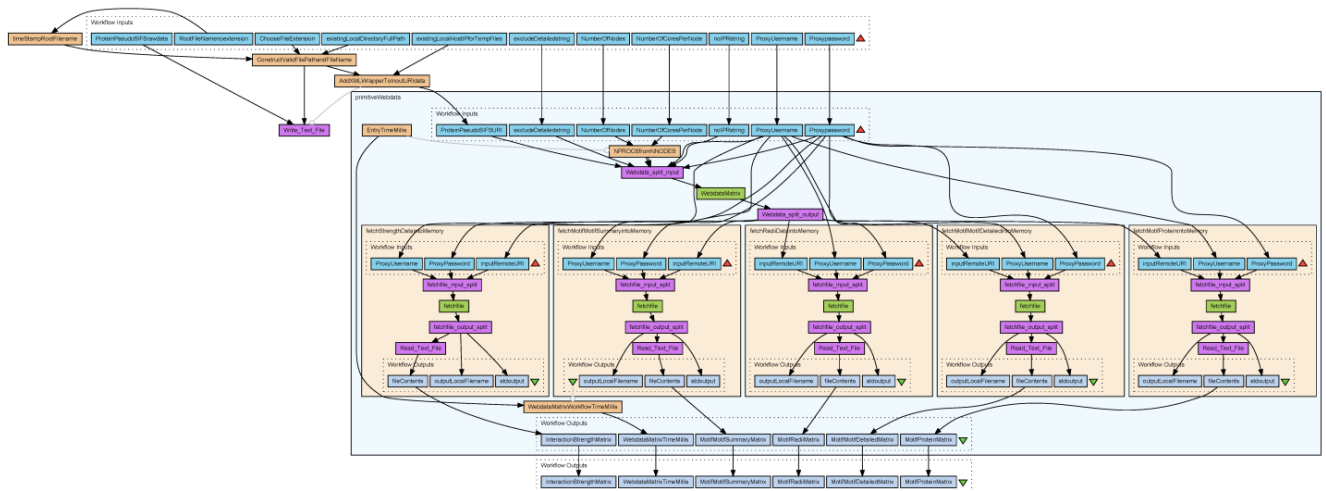 Workflow Inputs
timeStampRootFilename
ProteinPseudoSIFSrawdata
RootFileNamenoextension
ChooseFileExtension
existingLocalDirectoryFullPath
excludeDetailedstring
NumberOfNodes
NumberOfCoresPerNode
noIPRstring
ProxyUsername
Proxypassword
ConstructValidFilePathandFileName
primitiveWebdata
Write_Text_File
EntryTimeMillis
Workflow Inputs
ProteinPseudoSIFSURI
excludeDetailedstring
NumberOfNodes
NumberOfCoresPerNode
noIPRstring
ProxyUsername
Proxypassword
NPROCSfromNNODES
Webdata_split_input
WebdataMatrix
Webdata_split_output
fetchStrengthDataintoMemory
fetchMotifMotifSummaryintoMemory
fetchRadiiDataintoMemory
fetchMotifMotifDetailedintoMemory
fetchMotifProteinintoMemory
Workflow Inputs
Workflow Inputs
Workflow Inputs
Workflow Inputs
Workflow Inputs
ProxyUsername
ProxyPassword
inputRemoteURI
ProxyUsername
ProxyPassword
inputRemoteURI
inputRemoteURI
ProxyUsername
ProxyPassword
inputRemoteURI
ProxyUsername
ProxyPassword
inputRemoteURI
ProxyUsername
ProxyPassword
fetchfile_input_split
fetchfile_input_split
fetchfile_input_split
fetchfile_input_split
fetchfile_input_split
fetchfile
fetchfile
fetchfile
fetchfile
fetchfile
fetchfile_output_split
fetchfile_output_split
fetchfile_output_split
fetchfile_output_split
fetchfile_output_split
Read_Text_File
Read_Text_File
Read_Text_File
Read_Text_File
Read_Text_File
Workflow Outputs
Workflow Outputs
Workflow Outputs
Workflow Outputs
Workflow Outputs
fileContents
outputLocalFilename
stdoutput
outputLocalFilename
fileContents
stdoutput
outputLocalFilename
fileContents
stdoutput
outputLocalFilename
fileContents
stdoutput
outputLocalFilename
fileContents
stdoutput
WebdataMatrixWorkflowTimeMillis
Workflow Outputs
InteractionStrengthMatrix
WebdataMatrixTimeMillis
MotifMotifSummaryMatrix
MotifRadiiMatrix
MotifMotifDetailedMatrix
MotifProteinMatrix
Workflow Outputs
InteractionStrengthMatrix
WebdataMatrixTimeMillis
MotifMotifSummaryMatrix
MotifRadiiMatrix
MotifMotifDetailedMatrix
MotifProteinMatrix